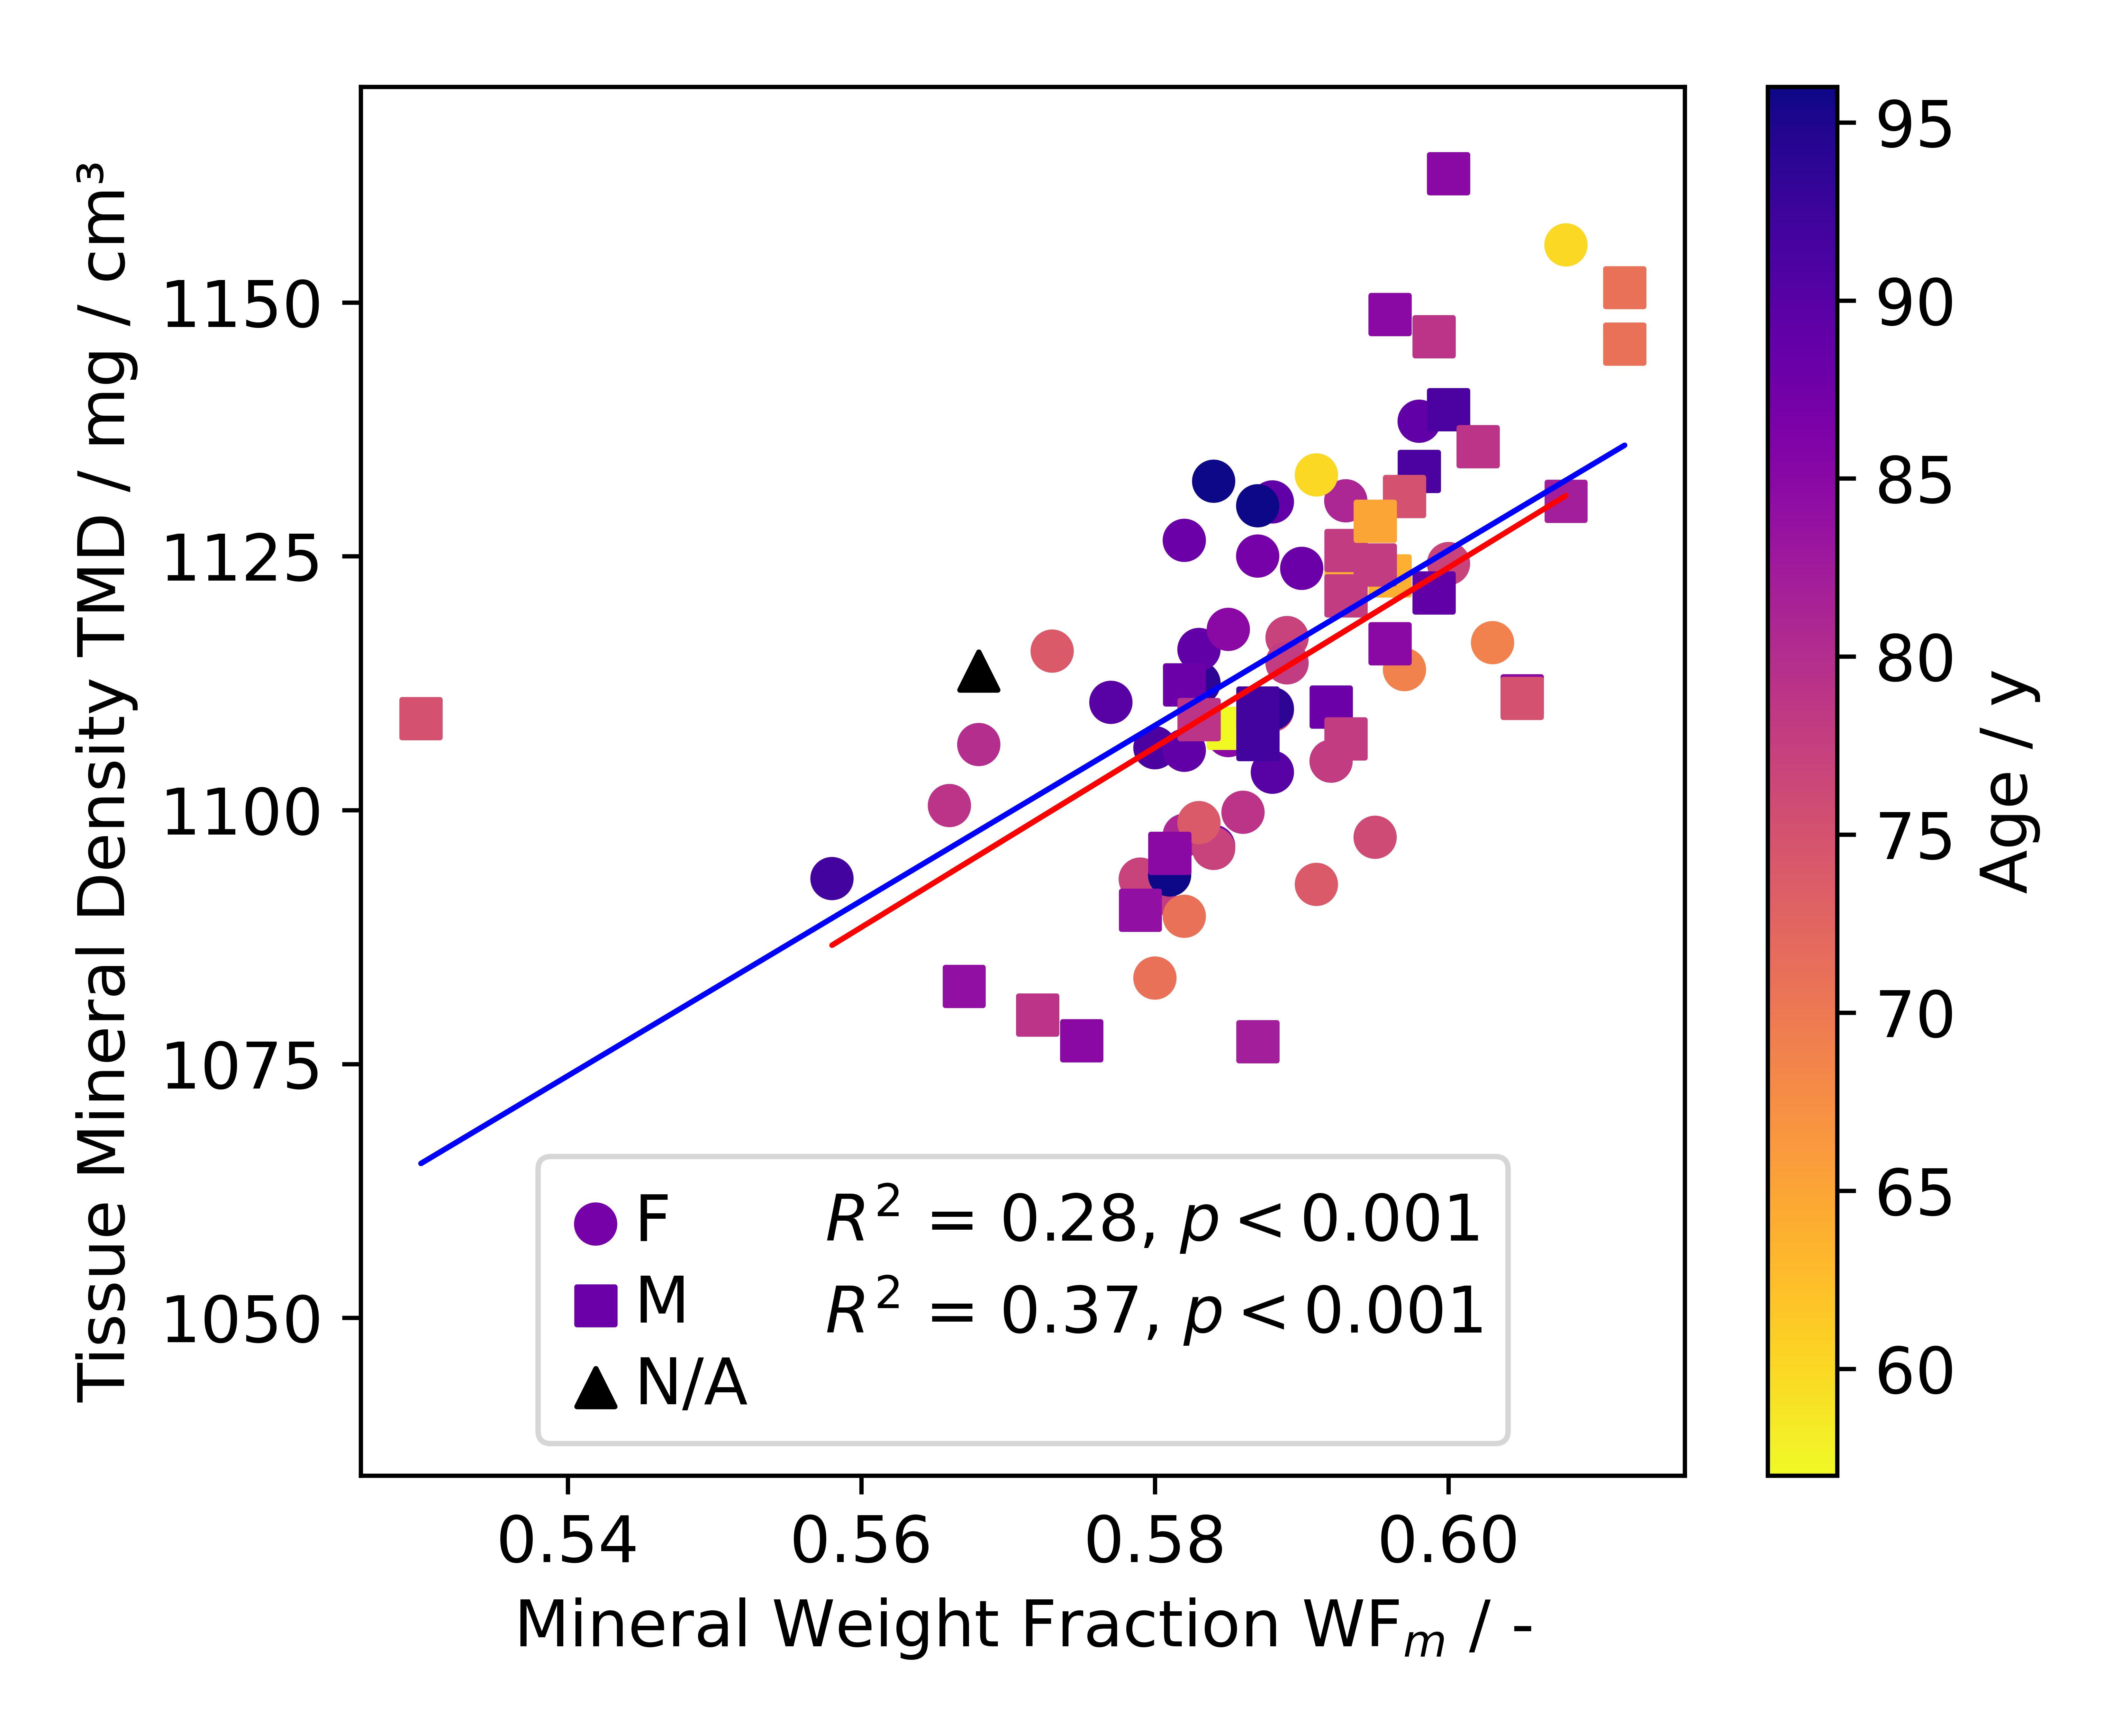 Tissue Mineral Density TMD / mg / cm³
1150
1125
1100
1075
1050
F R² = 0.28, p < 0.001
M R² = 0.37, p < 0.001
N/A
0.54 0.56 0.58 0.60
Mineral Weight Fraction WFₘ / -
95
90
85
80
75
70
65
60
Age / y